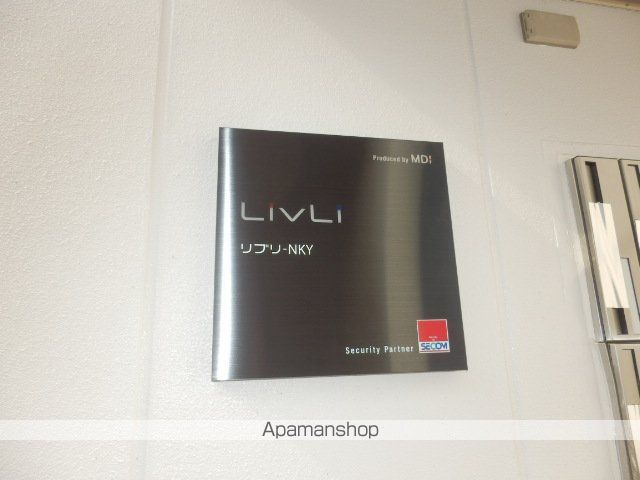 Produced by MDI
LivLi
リブリ-NKY
Security Partner
SECOM
Apamanshop